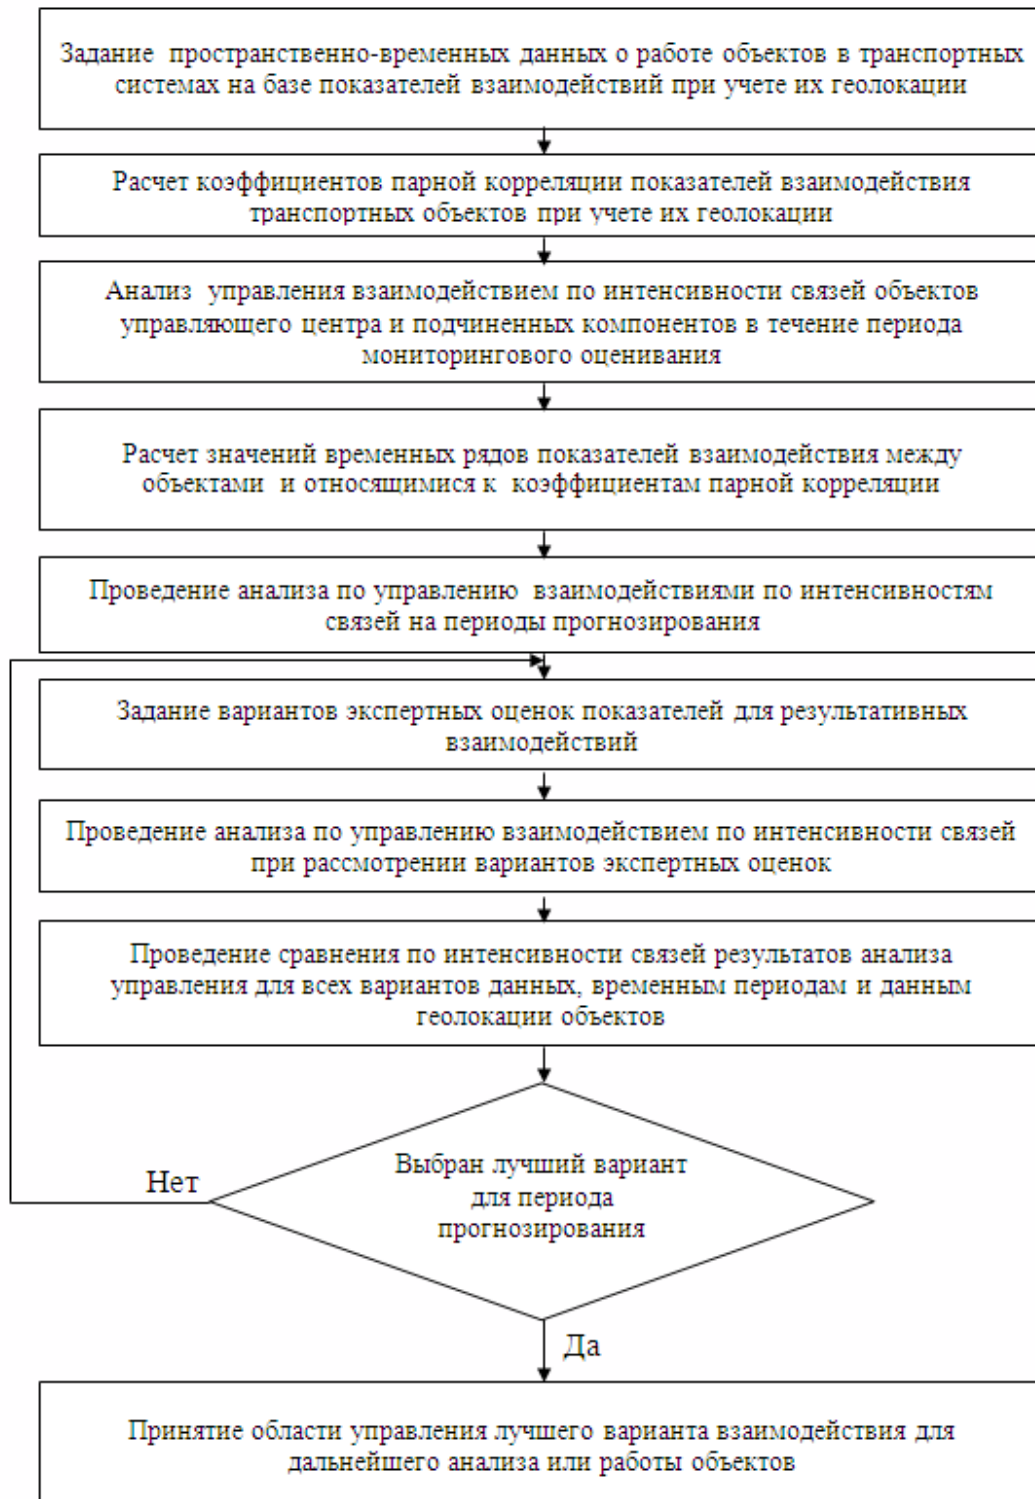 Задание пространственно-временных данных о работе объектов в транспортных
системах на базе показателей взаимодействий при учете их геолокации
Расчет коэффициентов парной корреляции показателей взаимодействия
транспортных объектов при учете их геолокации
Анализ управления взаимодействием по интенсивности связей объектов
управляющего центра и подчиненных компонентов в течение периода
мониторингового оценивания
Расчет значений временных рядов показателей взаимодействия между
объектами и относящимися к коэффициентам парной корреляции
Проведение анализа по управлению взаимодействиями по интенсивностям
связей на периоды прогнозирования
Задание вариантов экспертных оценок показателей для результативных
взаимодействий
Проведение анализа по управлению взаимодействием по интенсивности связей
при рассмотрении вариантов экспертных оценок
Проведение сравнения по интенсивности связей результатов анализа
управления для всех вариантов данных, временным периодам и данным
геолокации объектов
Выбран лучший вариант
для периода
прогнозирования
Нет
Да
Принятие области управления лучшего варианта взаимодействия для
дальнейшего анализа или работы объектов